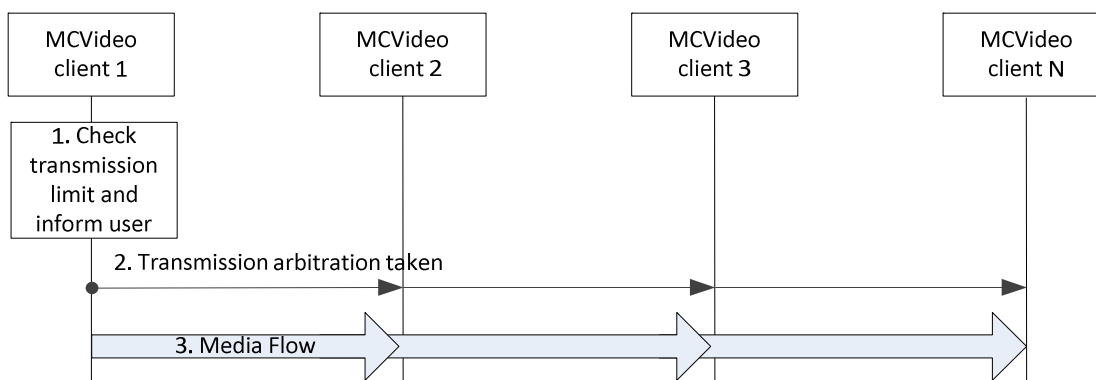 MCVideo
client 1
MCVideo
client 2
MCVideo
client 3
MCVideo
client N
1. Check
transmission
limit and
inform user
2. Transmission arbitration taken
3. Media Flow